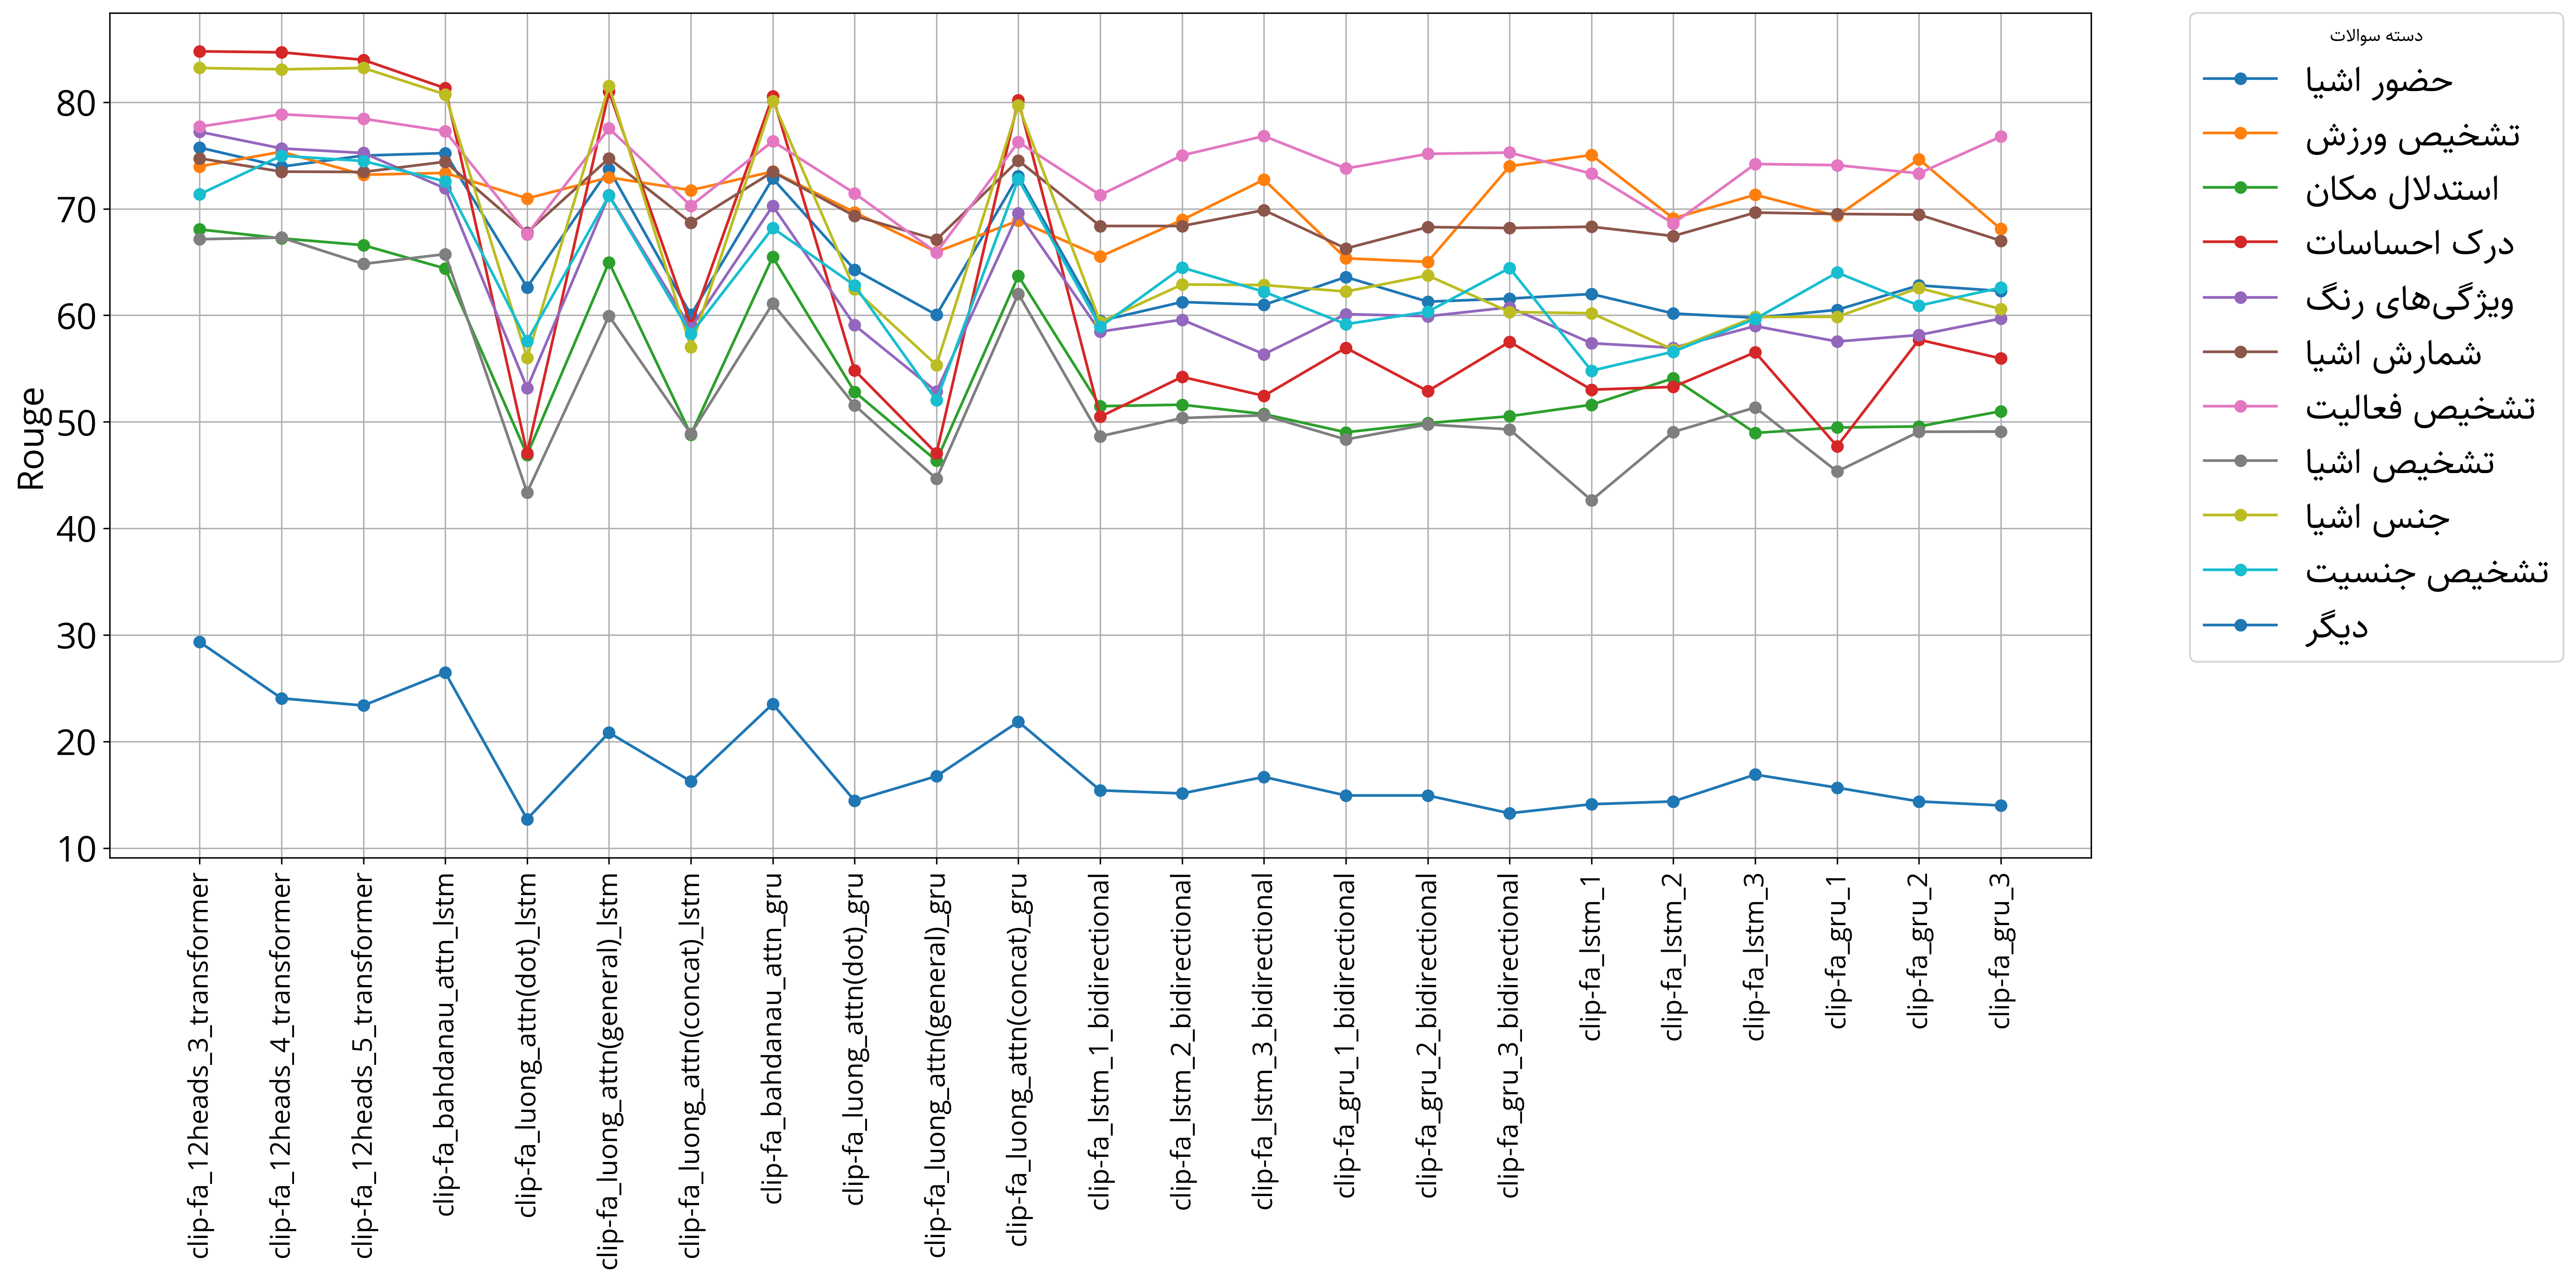 Rouge
80
70
60
50
40
30
20
10
clip-fa_12heads_3_transformer
clip-fa_12heads_4_transformer
clip-fa_12heads_5_transformer
clip-fa_bahdanau_attn_lstm
clip-fa_luong_attn(dot)_lstm
clip-fa_luong_attn(general)_lstm
clip-fa_luong_attn(concat)_lstm
clip-fa_bahdanau_attn_gru
clip-fa_luong_attn(dot)_gru
clip-fa_luong_attn(general)_gru
clip-fa_luong_attn(concat)_gru
clip-fa_lstm_1_bidirectional
clip-fa_lstm_2_bidirectional
clip-fa_lstm_3_bidirectional
clip-fa_gru_1_bidirectional
clip-fa_gru_2_bidirectional
clip-fa_gru_3_bidirectional
clip-fa_lstm_1
clip-fa_lstm_2
clip-fa_lstm_3
clip-fa_gru_1
clip-fa_gru_2
clip-fa_gru_3
دسته سوالات
حضور اشیا
تشخیص ورزش
استدلال مکان
درک احساسات
ویژگی‌های رنگ
شمارش اشیا
تشخیص فعالیت
تشخیص اشیا
جنس اشیا
تشخیص جنسیت
دیگر